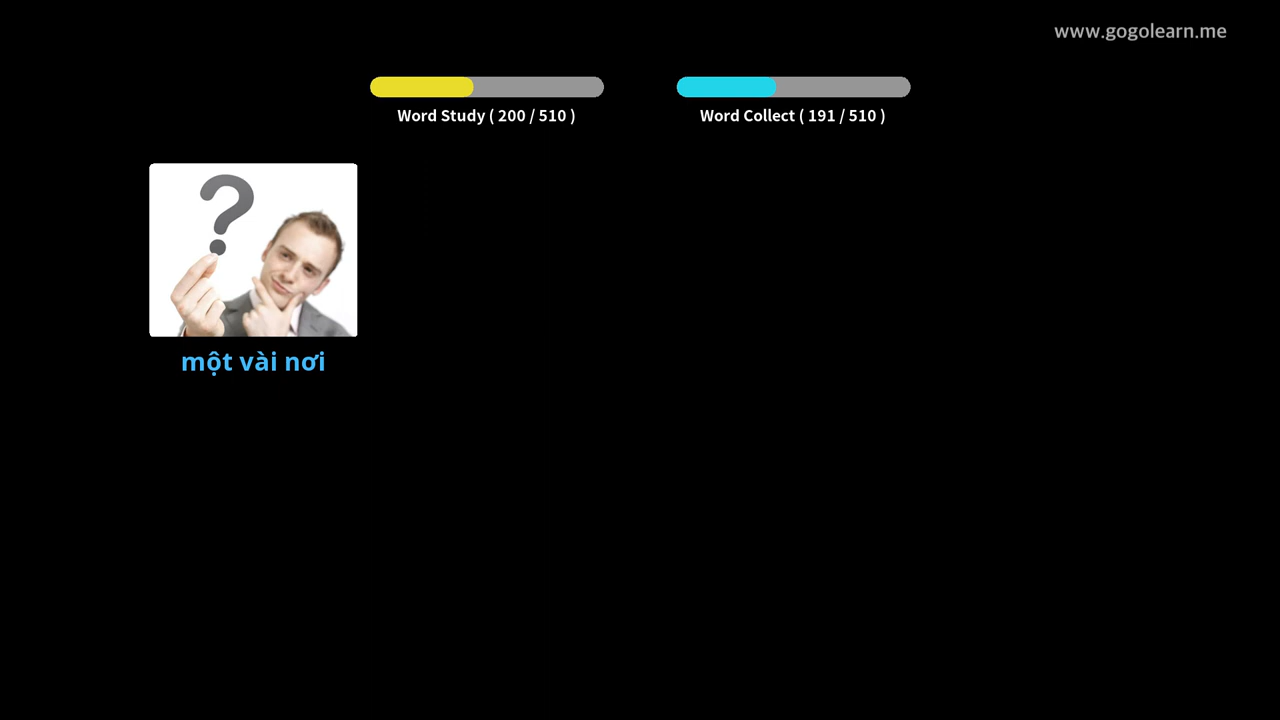 www.gogolearn.me
Word Study ( 200 / 510 )
Word Collect ( 191 / 510 )
?
một vài nơi